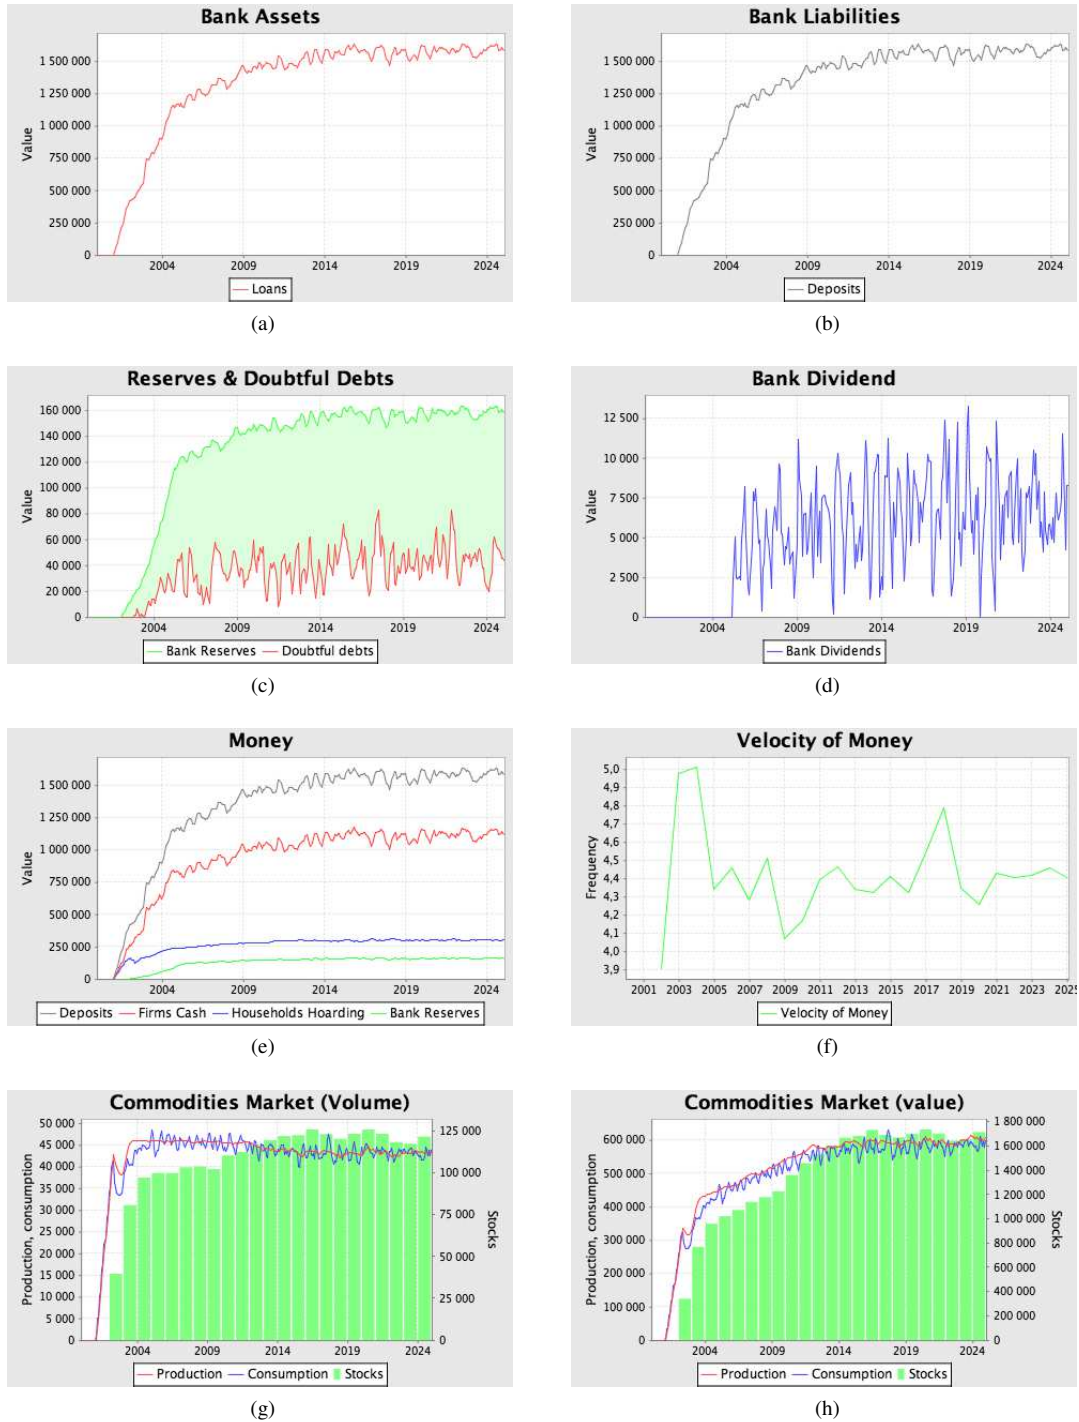 Bank Assets
Value
1 500 000
1 250 000
1 000 000
750 000
500 000
250 000
0
2004 2009 2014 2019 2024
Loans
(a)
Bank Liabilities
Value
1 500 000
1 250 000
1 000 000
750 000
500 000
250 000
0
2004 2009 2014 2019 2024
Deposits
(b)
Reserves & Doubtful Debts
Value
160 000
140 000
120 000
100 000
80 000
60 000
40 000
20 000
0
2004 2009 2014 2019 2024
Bank Reserves Doubtful debts
(c)
Bank Dividend
Value
12 500
10 000
7 500
5 000
2 500
0
2004 2009 2014 2019 2024
Bank Dividends
(d)
Money
Value
1 500 000
1 250 000
1 000 000
750 000
500 000
250 000
0
2004 2009 2014 2019 2024
Deposits Firms Cash Households Hoarding Bank Reserves
(e)
Velocity of Money
Frequency
5,0
4,9
4,8
4,7
4,6
4,5
4,4
4,3
4,2
4,1
4,0
3,9
2001 2003 2005 2007 2009 2011 2013 2015 2017 2019 2021 2023 2025
Velocity of Money
(f)
Commodities Market (Volume)
Production, consumption
50 000
45 000
40 000
35 000
30 000
25 000
20 000
15 000
10 000
5 000
0
125 000
100 000
75 000
50 000
25 000
0
Stocks
2004 2009 2014 2019 2024
Production Consumption Stocks
(g)
Commodities Market (value)
Production, consumption
600 000
500 000
400 000
300 000
200 000
100 000
0
1 800 000
1 600 000
1 400 000
1 200 000
1 000 000
800 000
600 000
400 000
200 000
0
Stocks
2004 2009 2014 2019 2024
Production Consumption Stocks
(h)